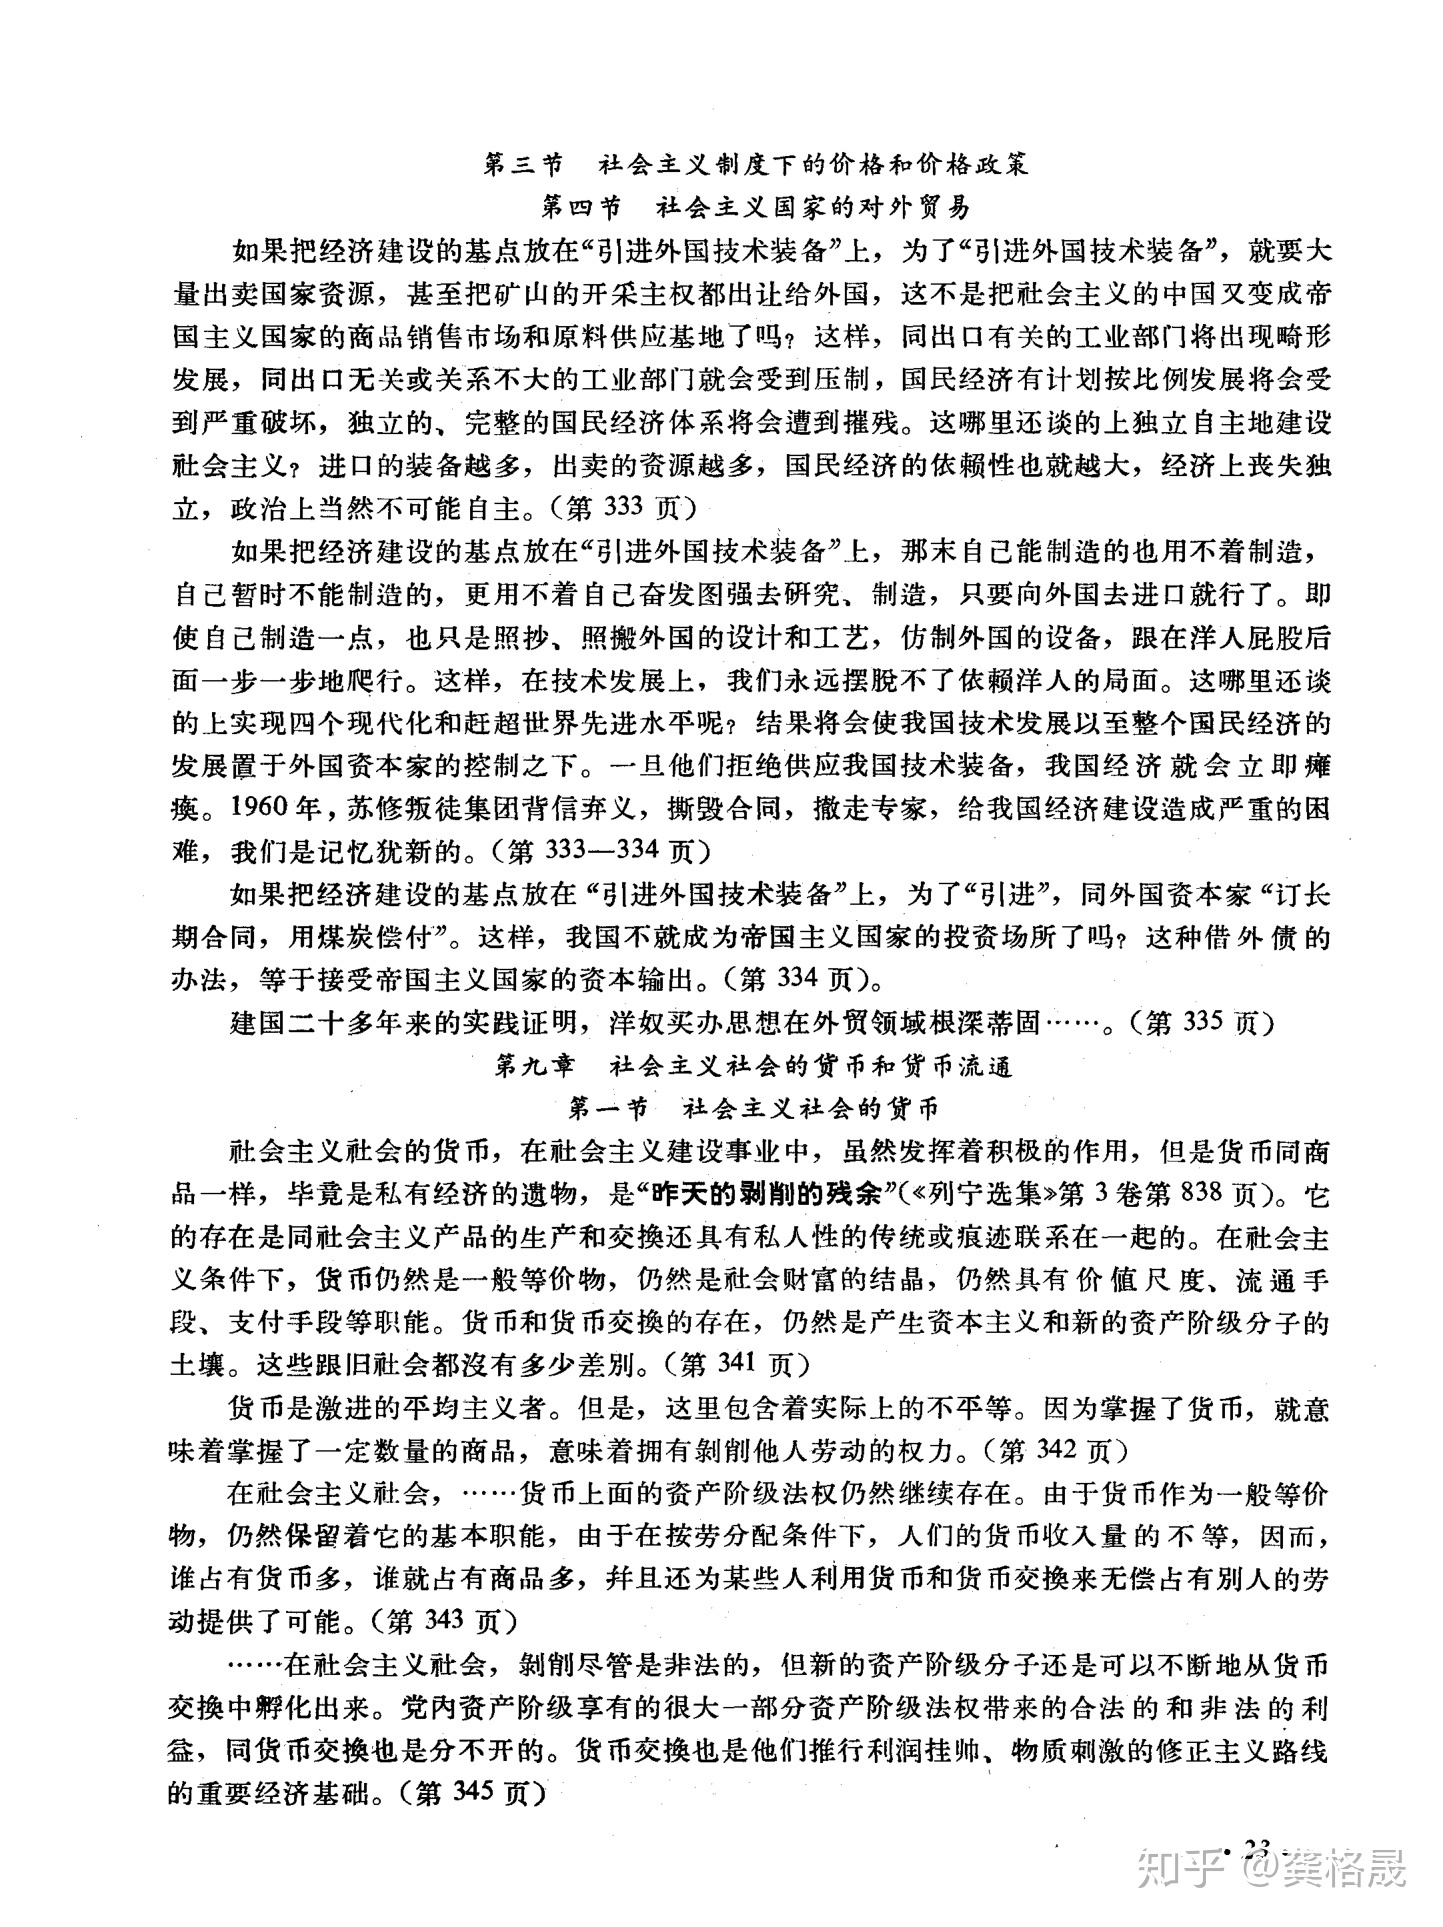 第三节　社会主义制度下的价格和价格政策
第四节　社会主义国家的对外贸易
如果把经济建设的基点放在“引进外国技术装备”上，为了“引进外国技术装备”，就要大
量出卖国家资源，甚至把矿山的开采主权都出让给外国，这不是把社会主义的中国又变成帝
国主义国家的商品销售市场和原料供应基地了吗？这样，同出口有关的工业部门将出现畸形
发展，同出口无关或关系不大的工业部门就会受到压制，国民经济有计划按比例发展将会受
到严重破坏，独立的、完整的国民经济体系将会遭到摧残。这哪里还谈的上独立自主地建设
社会主义？进口的装备越多，出卖的资源越多，国民经济的依赖性也就越大，经济上丧失独
立，政治上当然不可能自主。（第 333 页）
如果把经济建设的基点放在“引进外国技术装备”上，那末自己能制造的也用不着制造，
自己暂时不能制造的，更用不着自己奋发图强去研究、制造，只要向外国去进口就行了。即
使自己制造一点，也只是照抄、照搬外国的设计和工艺，仿制外国的设备，跟在洋人屁股后
面一步一步地爬行。这样，在技术发展上，我们永远摆脱不了依赖洋人的局面。这哪里还谈
的上实现四个现代化和赶超世界先进水平呢？结果将会使我国技术发展以至整个国民经济的
发展置于外国资本家的控制之下。一旦他们拒绝供应我国技术装备，我国经济就会立即瘫
痪。1960 年，苏修叛徒集团背信弃义，撕毁合同，撤走专家，给我国经济建设造成严重的困
难，我们是记忆犹新的。（第 333—334 页）
如果把经济建设的基点放在“引进外国技术装备”上，为了“引进”，同外国资本家“订长
期合同，用煤炭偿付”。这样，我国不就成为帝国主义国家的投资场所了吗？这种借外债的
办法，等于接受帝国主义国家的资本输出。（第 334 页）。
建国二十多年来的实践证明，洋奴买办思想在外贸领域根深蒂固……。（第 335 页）
第九章　社会主义社会的货币和货币流通
第一节　社会主义社会的货币
社会主义社会的货币，在社会主义建设事业中，虽然发挥着积极的作用，但是货币同商
品一样，毕竟是私有经济的遗物，是“昨天的剥削的残余”（《列宁选集》第 3 卷第 838 页）。它
的存在是同社会主义产品的生产和交换还具有私人性的传统或痕迹联系在一起的。在社会主
义条件下，货币仍然是一般等价物，仍然是社会财富的结晶，仍然具有价值尺度、流通手
段、支付手段等职能。货币和货币交换的存在，仍然是产生资本主义和新的资产阶级分子的
土壤。这些跟旧社会都没有多少差别。（第 341 页）
货币是激进的平均主义者。但是，这里包含着实际上的不平等。因为掌握了货币，就意
味着掌握了一定数量的商品，意味着拥有剥削他人劳动的权力。（第 342 页）
在社会主义社会，……货币上面的资产阶级法权仍然继续存在。由于货币作为一般等价
物，仍然保留着它的基本职能，由于在按劳分配条件下，人们的货币收入量的不等，因而，
谁占有货币多，谁就占有商品多，并且还为某些人利用货币和货币交换来无偿占有别人的劳
动提供了可能。（第 343 页）
……在社会主义社会，剥削尽管是非法的，但新的资产阶级分子还是可以不断地从货币
交换中孵化出来。党内资产阶级享有的很大一部分资产阶级法权带来的合法的和非法的利
益，同货币交换也是分不开的。货币交换也是他们推行利润挂帅、物质刺激的修正主义路线
的重要经济基础。（第 345 页）
· 23
知乎 @龚格晟